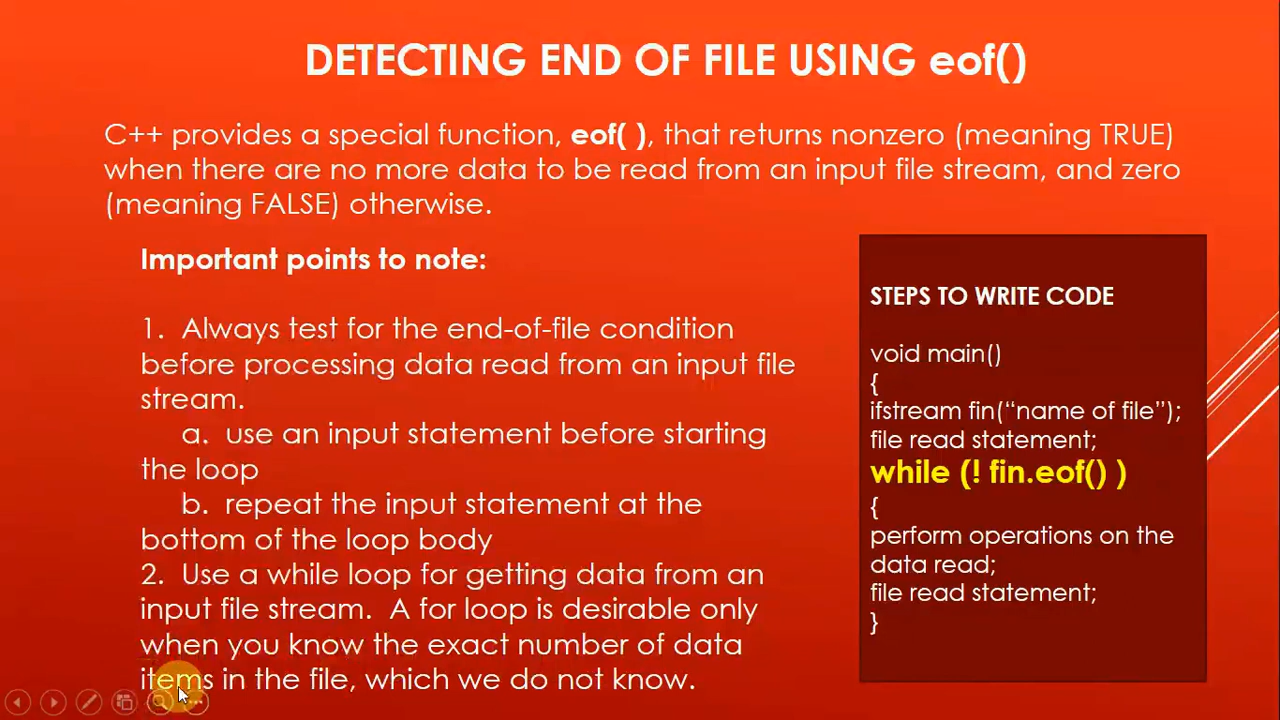 DETECTING END OF FILE USING eof()
C++ provides a special function, eof( ), that returns nonzero (meaning TRUE)
when there are no more data to be read from an input file stream, and zero
(meaning FALSE) otherwise.
Important points to note:
1. Always test for the end-of-file condition
before processing data read from an input file
stream.
a. use an input statement before starting
the loop
b. repeat the input statement at the
bottom of the loop body
2. Use a while loop for getting data from an
input file stream. A for loop is desirable only
when you know the exact number of data
items in the file, which we do not know.
STEPS TO WRITE CODE
void main()
{
ifstream fin(“name of file”);
file read statement;
while (! fin.eof() )
{
perform operations on the
data read;
file read statement;
}